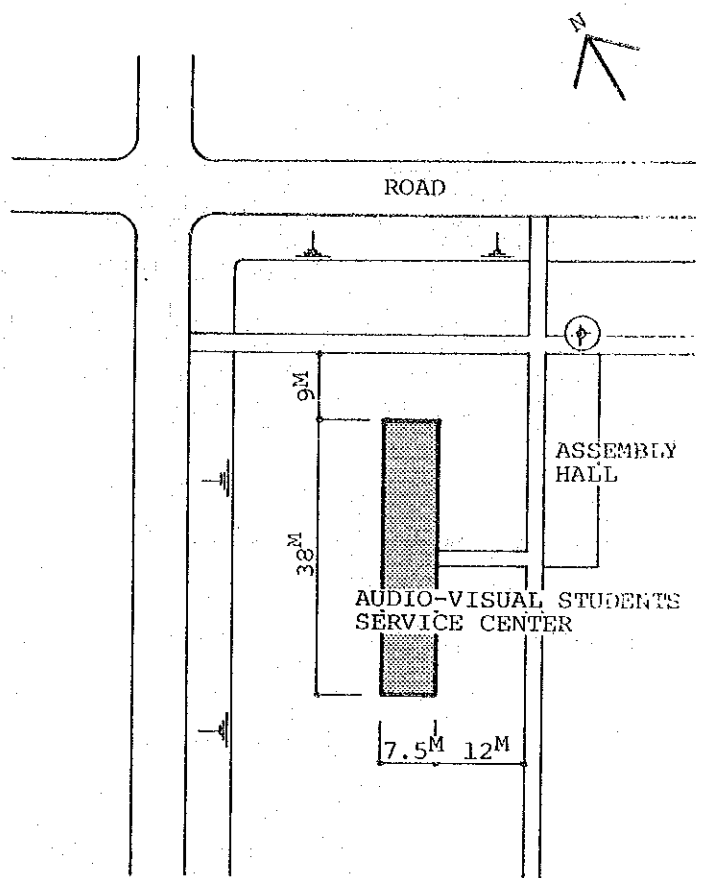 N
ROAD
9M
ASSEMBLY
HALL
38M
AUDIO-VISUAL STUDENTS
SERVICE CENTER
7.5M 12M